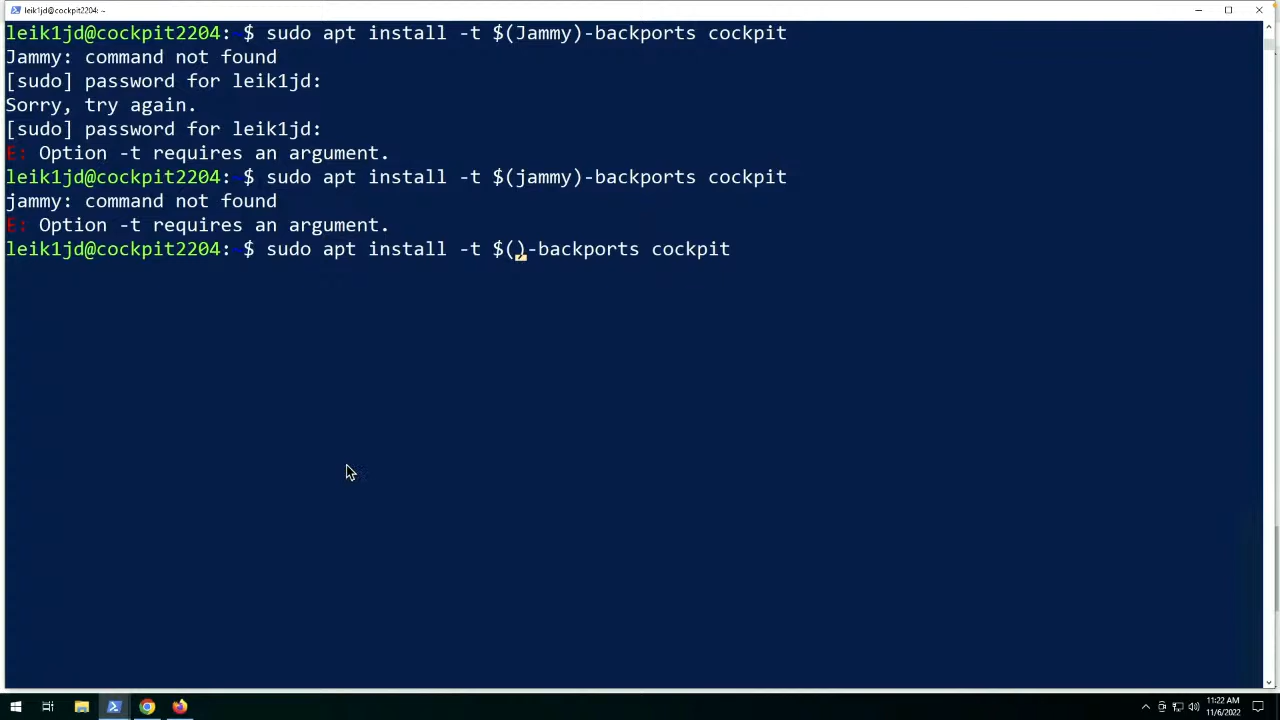 leik1jd@cockpit2204: ~
leik1jd@cockpit2204:~$ sudo apt install -t $(Jammy)-backports cockpit
Jammy: command not found
[sudo] password for leik1jd:
Sorry, try again.
[sudo] password for leik1jd:
E: Option -t requires an argument.
leik1jd@cockpit2204:~$ sudo apt install -t $(jammy)-backports cockpit
jammy: command not found
E: Option -t requires an argument.
leik1jd@cockpit2204:~$ sudo apt install -t $()-backports cockpit
11:22 AM
11/6/2022